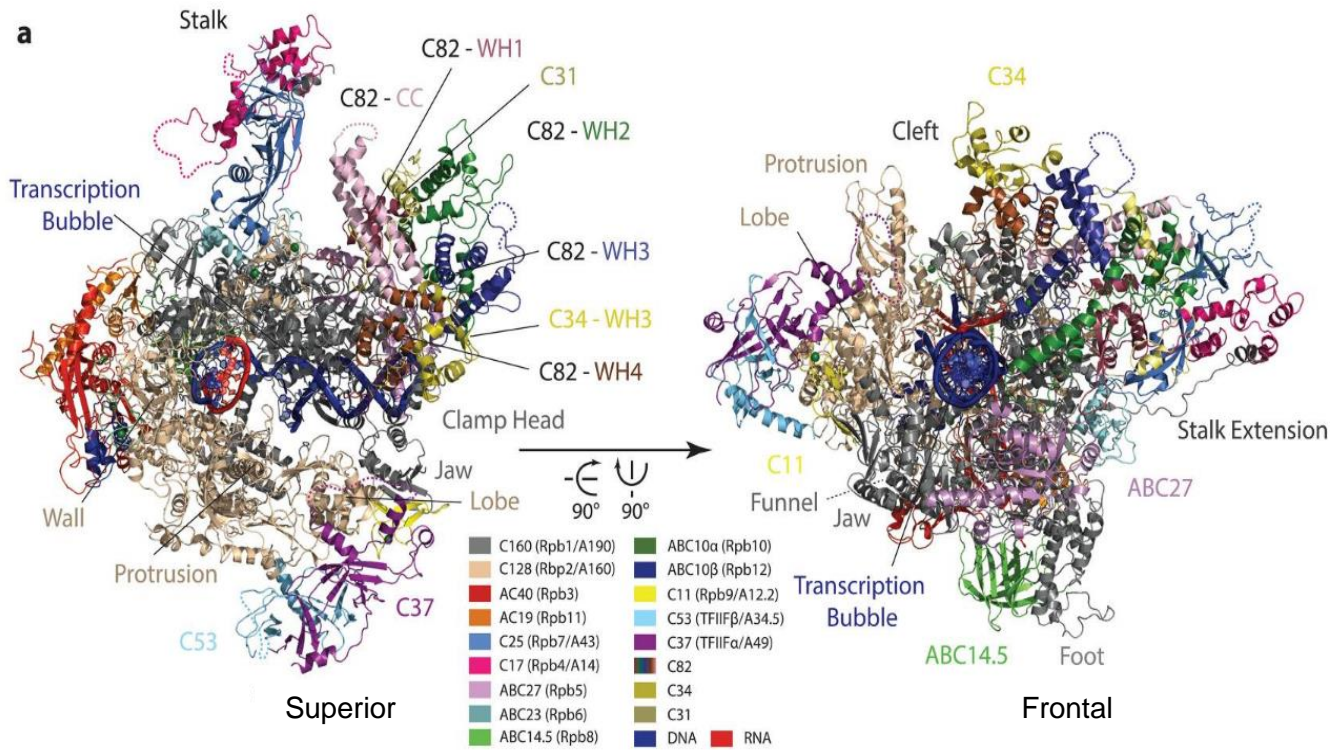 a
Stalk
C82 - WH1
C31
C82 - CC
C82 - WH2
Transcription
Bubble
C82 - WH3
C34 - WH3
C82 - WH4
Clamp Head
Jaw
Lobe
Wall
Protrusion
C37
C53
Superior
90°
90°
C34
Cleft
Protrusion
Lobe
C11
Funnel
Jaw
Transcription
Bubble
ABC14.5
Foot
ABC27
Stalk Extension
Frontal
C160 (Rpb1/A190)
C128 (Rbp2/A160)
AC40 (Rpb3)
AC19 (Rpb11)
C25 (Rpb7/A43)
C17 (Rpb4/A14)
ABC27 (Rpb5)
ABC23 (Rpb6)
ABC14.5 (Rpb8)
ABC10α (Rpb10)
ABC10β (Rpb12)
C11 (Rpb9/A12.2)
C53 (TFIIFβ/A34.5)
C37 (TFIIFα/A49)
C82
C34
C31
DNA RNA